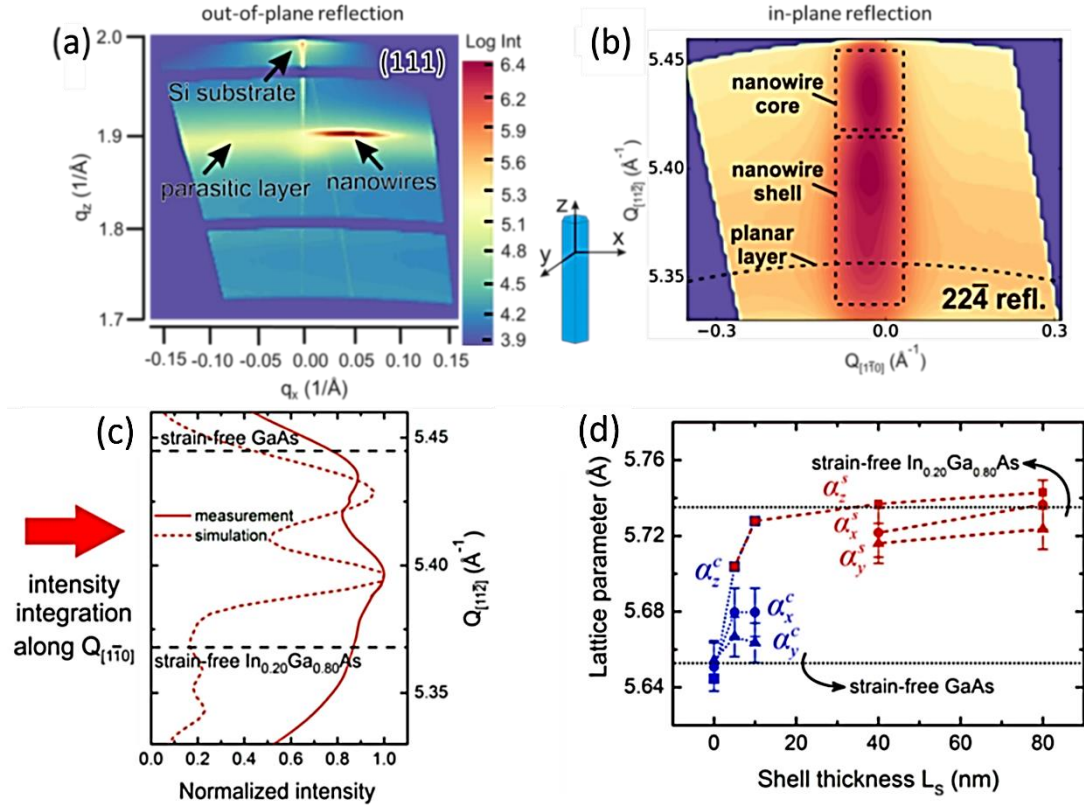 out-of-plane reflection
(a)
2.0
1.9
1.8
1.7
q_z (1/Å)
(111)
Si substrate
parasitic layer
nanowires
-0.15 -0.10 -0.05 0.00 0.05 0.10 0.15
q_x (1/Å)
Log Int
6.4
6.2
6.0
5.6
5.3
5.1
4.8
4.5
4.3
4.1
3.9
z
y
x
in-plane reflection
(b)
5.45
5.40
5.35
Q_[112̄] (Å⁻¹)
nanowire
core
nanowire
shell
planar
layer
224̄ refl.
−0.3 0.0 0.3
Q_[11̄0] (Å⁻¹)
(c)
strain-free GaAs
measurement
simulation
strain-free In0.20Ga0.80As
intensity
integration
along Q_[11̄0]
5.45
5.40
5.35
Q_[112̄] (Å⁻¹)
0.0 0.2 0.4 0.6 0.8 1.0
Normalized intensity
(d)
5.76
5.72
5.68
5.64
Lattice parameter (Å)
strain-free In0.20Ga0.80As
α_z^s
α_x^s
α_y^s
α_z^c
α_x^c
α_y^c
strain-free GaAs
0 20 40 60 80
Shell thickness L_S (nm)